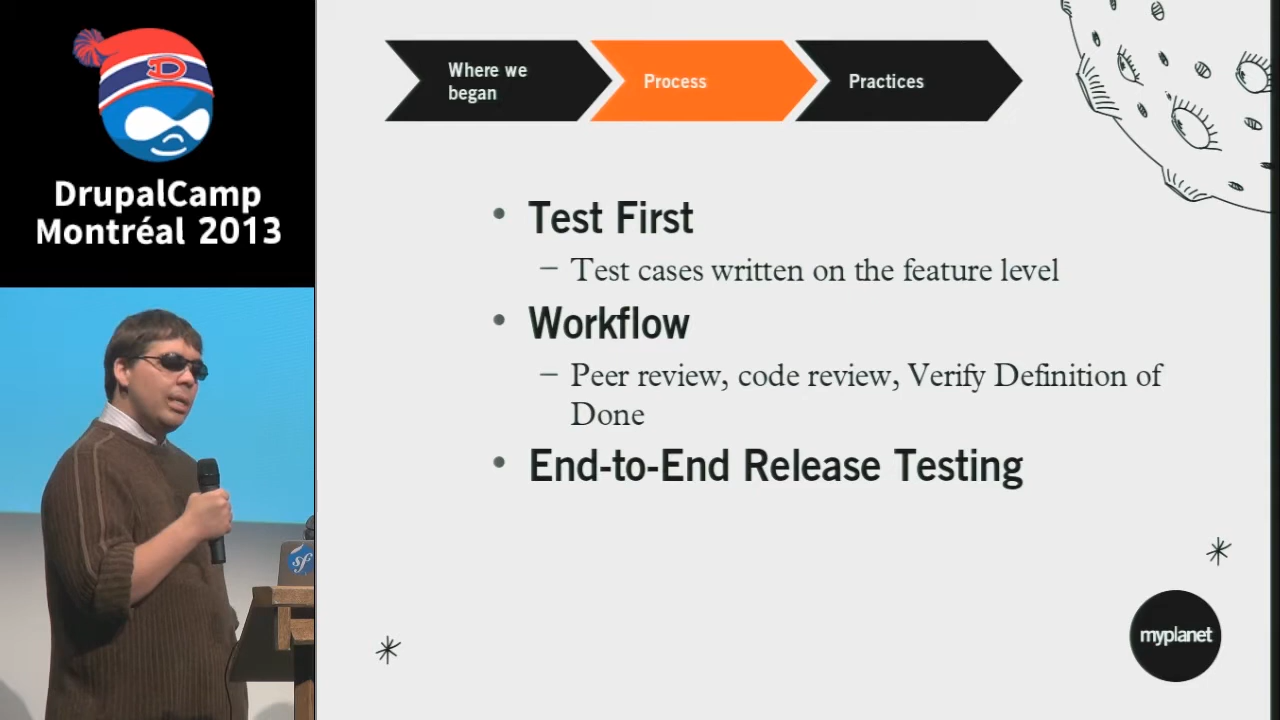 D
DrupalCamp
Montréal 2013
sf
Where we
began
Process
Practices
• Test First
– Test cases written on the feature level
• Workflow
– Peer review, code review, Verify Definition of
Done
• End-to-End Release Testing
myplanet